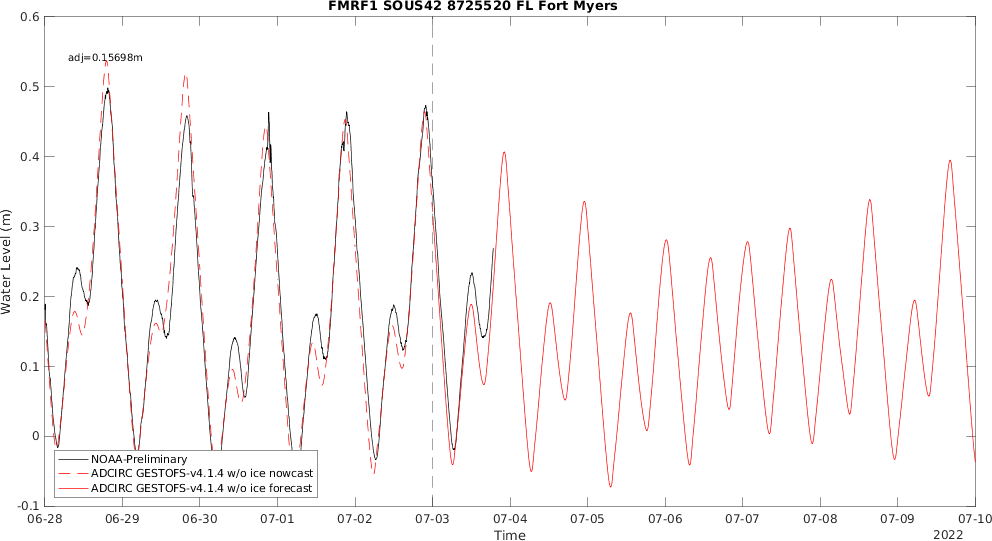 FMRF1 SOUS42 8725520 FL Fort Myers
adj=0.15698m
0.6
0.5
0.4
0.3
0.2
0.1
0
-0.1
Water Level (m)
NOAA-Preliminary
ADCIRC GESTOFS-v4.1.4 w/o ice nowcast
ADCIRC GESTOFS-v4.1.4 w/o ice forecast
06-28 06-29 06-30 07-01 07-02 07-03 07-04 07-05 07-06 07-07 07-08 07-09 07-10
Time
2022